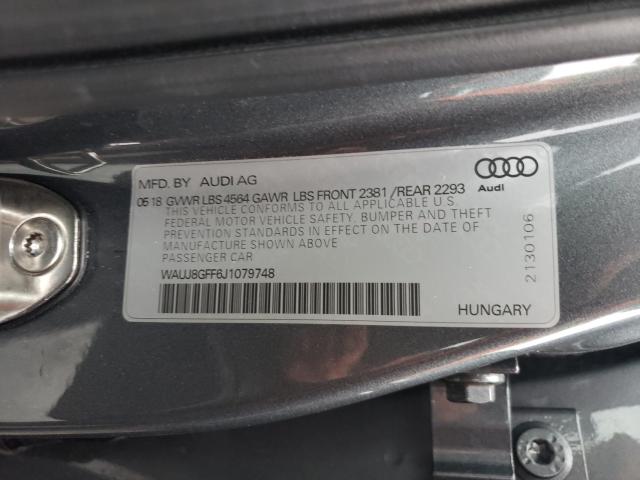 MFD. BY AUDI AG
05 18 GVWR LBS 4564 GAWR LBS FRONT 2381 / REAR 2293
THIS VEHICLE CONFORMS TO ALL APPLICABLE U.S.
FEDERAL MOTOR VEHICLE SAFETY, BUMPER AND THEFT
PREVENTION STANDARDS IN EFFECT ON THE DATE OF
MANUFACTURE SHOWN ABOVE
PASSENGER CAR
WAUJ8GFF6J1079748
HUNGARY
Audi
2130106